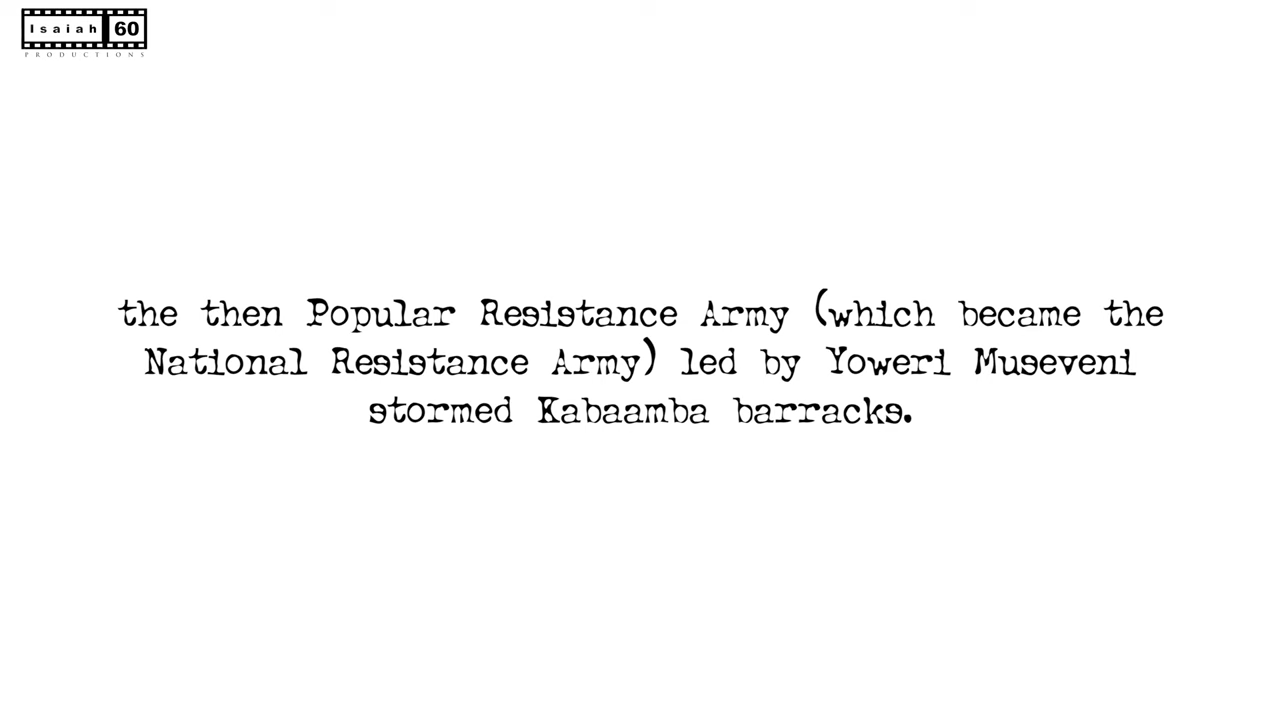 Isaiah 60
PRODUCTIONS
the then Popular Resistance Army (which became the
National Resistance Army) led by Yoweri Museveni
stormed Kabaamba barracks.